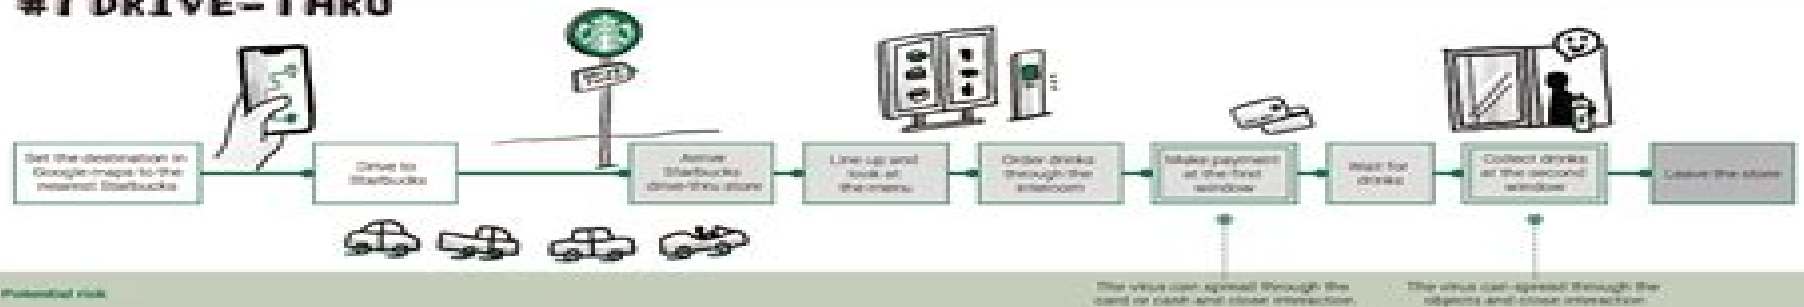 #1 DRIVE-THRU
Set the destination in
Google maps to the
nearest Starbucks
Drive to
Starbucks
Arrive
Starbucks
drive-thru store
Line up and
look at
the menu
Order drinks
through the
intercom
Make payment
at the first
window
Wait for
drinks
Collect drinks
at the second
window
Leave the store
Potential risk
The virus can spread through the
card or cash and close interaction
The virus can spread through the
objects and close interaction